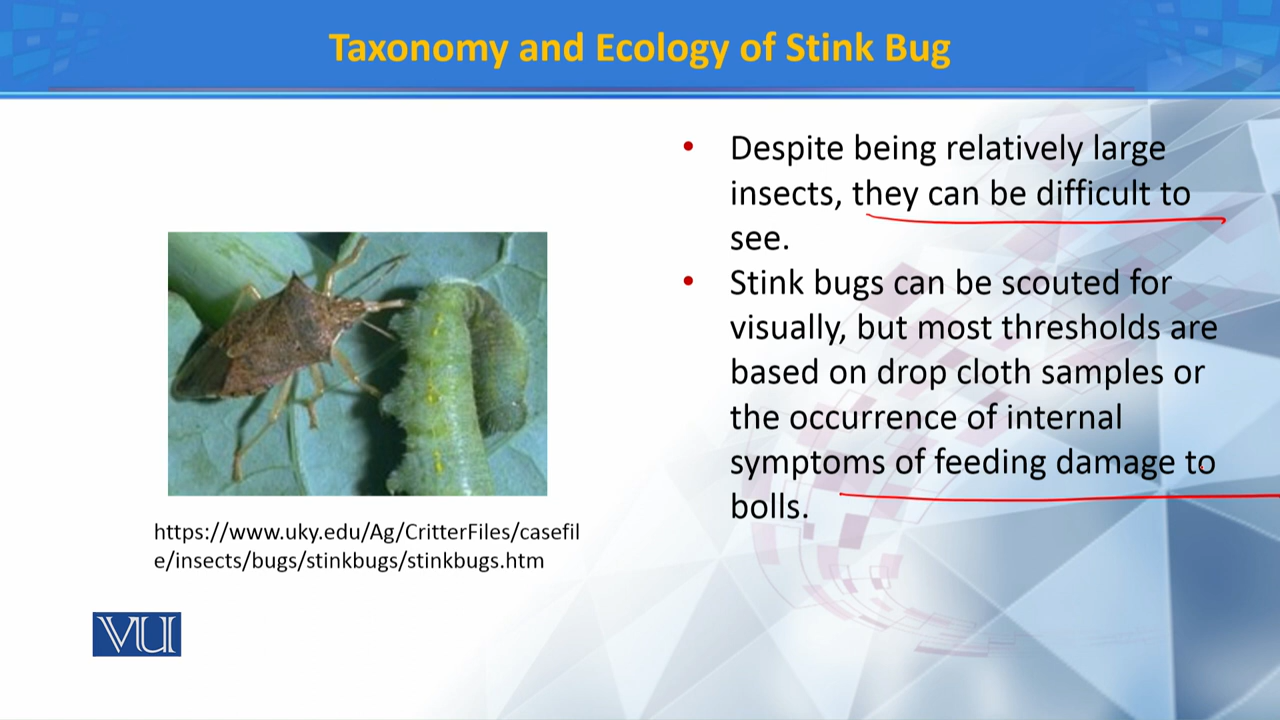 Taxonomy and Ecology of Stink Bug
• Despite being relatively large
insects, they can be difficult to
see.
• Stink bugs can be scouted for
visually, but most thresholds are
based on drop cloth samples or
the occurrence of internal
symptoms of feeding damage to
bolls.
https://www.uky.edu/Ag/CritterFiles/casefil
e/insects/bugs/stinkbugs/stinkbugs.htm
VU